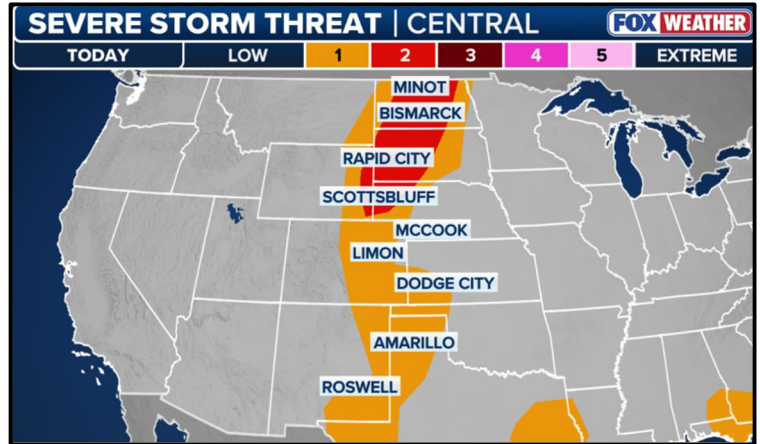 SEVERE STORM THREAT | CENTRAL
FOX WEATHER
TODAY LOW 1 2 3 4 5 EXTREME
MINOT
BISMARCK
RAPID CITY
SCOTTSBLUFF
MCCOOK
LIMON
DODGE CITY
AMARILLO
ROSWELL